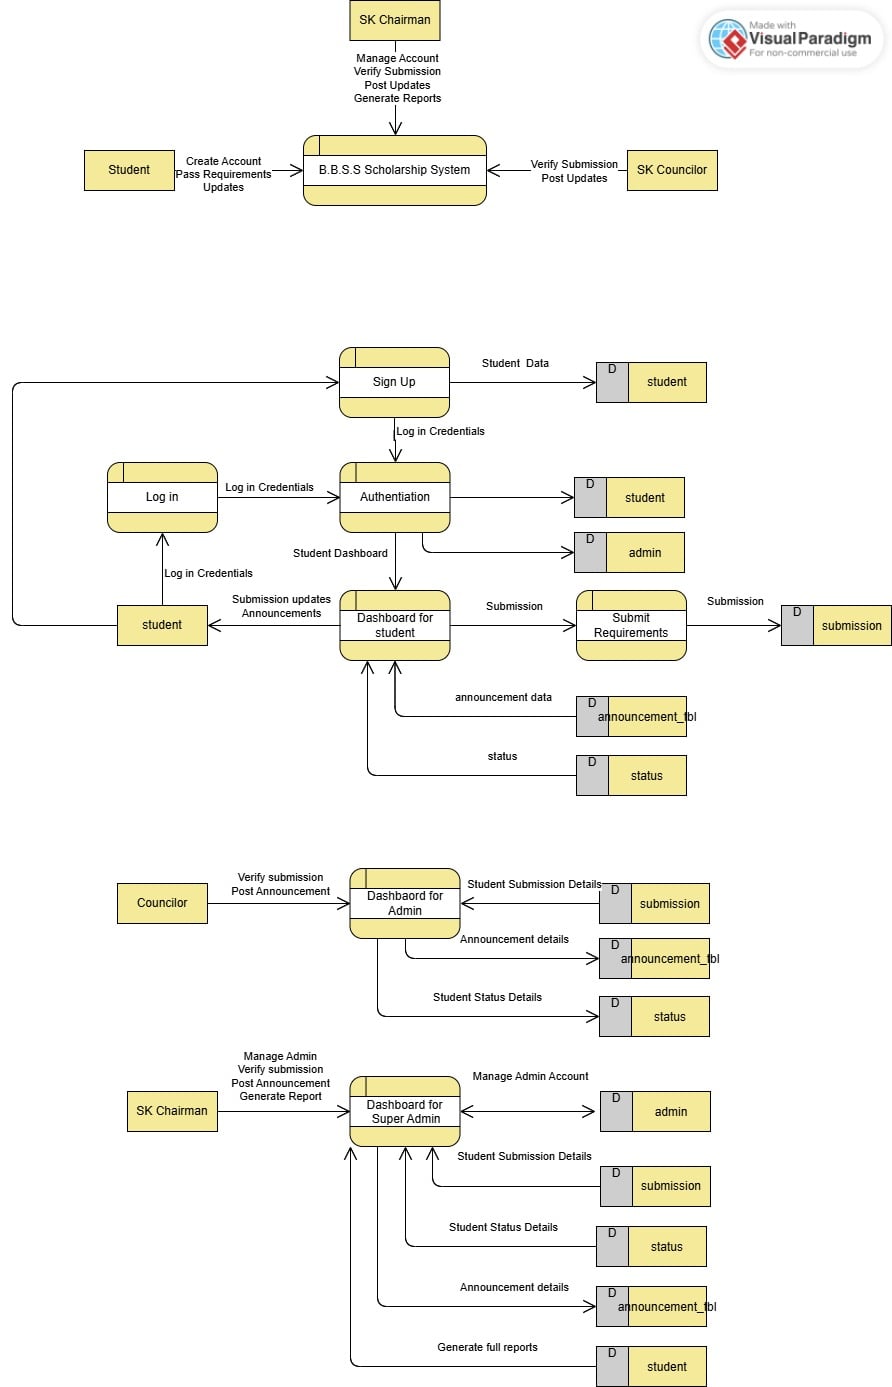 SK Chairman
Made with
VisualParadigm
For non-commercial use
Manage Account
Verify Submission
Post Updates
Generate Reports
Student
Create Account
Pass Requirements
Updates
B.B.S.S Scholarship System
Verify Submission
Post Updates
SK Councilor
Sign Up
Student Data
D
student
Log in Credentials
Log in
Log in Credentials
Authentiation
D
student
Student Dashboard
D
admin
Log in Credentials
student
Submission updates
Announcements
Dashboard for
student
Submission
Submit
Requirements
Submission
D
submission
announcement data
D
announcement_tbl
status
D
status
Councilor
Verify submission
Post Announcement
Dashbaord for
Admin
Student Submission Details
D
submission
Announcement details
D
announcement_tbl
Student Status Details
D
status
SK Chairman
Manage Admin
Verify submission
Post Announcement
Generate Report
Dashboard for
Super Admin
Manage Admin Account
D
admin
Student Submission Details
D
submission
Student Status Details
D
status
Announcement details
D
announcement_tbl
Generate full reports
D
student